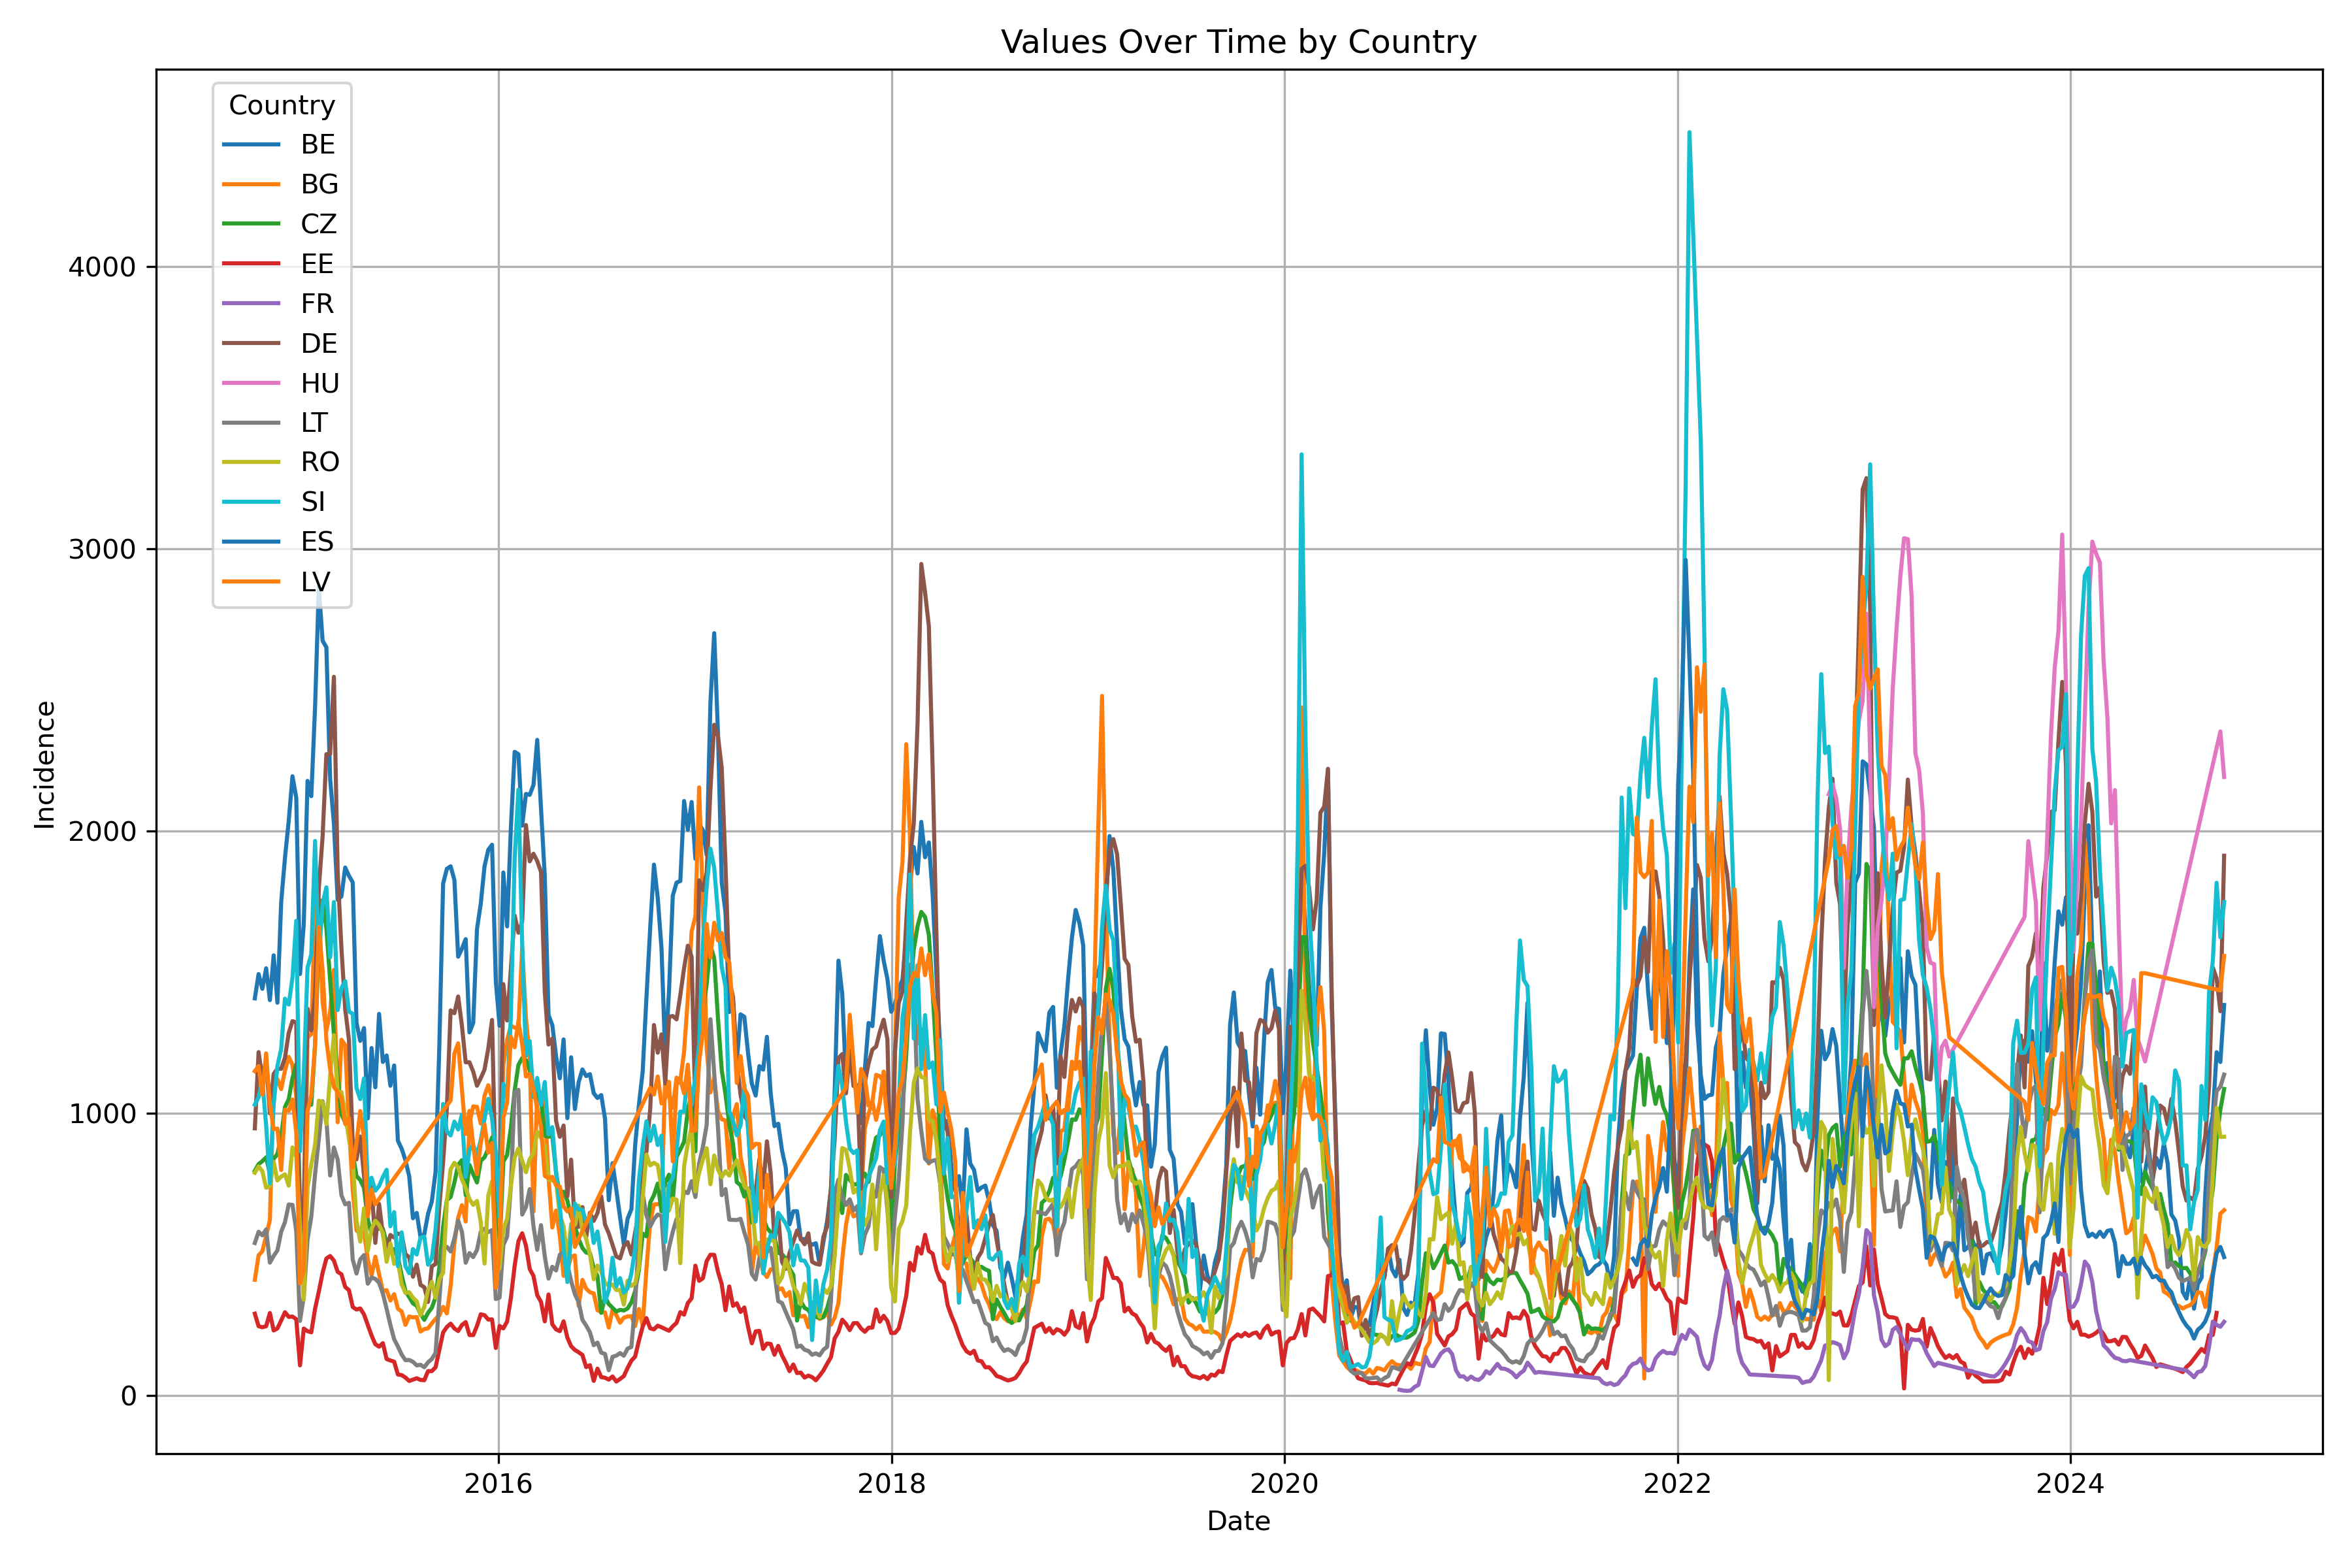 Values Over Time by Country
Country
BE
BG
CZ
EE
FR
DE
HU
LT
RO
SI
ES
LV
4000
3000
2000
1000
0
Incidence
2016
2018
2020
2022
2024
Date